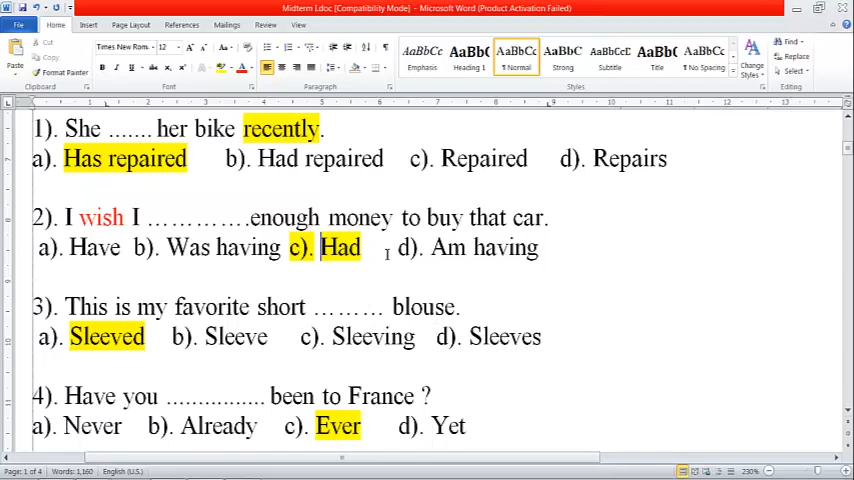 Midterm I.doc [Compatibility Mode] - Microsoft Word (Product Activation Failed)
File Home Insert Page Layout References Mailings Review View
Cut
Copy
Format Painter
Paste
Clipboard
Times New Rom 12
Font
Paragraph
AaBbCc AaBbC AaBbCc AaBbC AaBbCc AaBbC AaBbCc
Emphasis Heading 1 ¶ Normal Strong Subtitle Title ¶ No Spacing
Styles
Change Styles
Find
Replace
Select
Editing
1). She ....... her bike recently.
a). Has repaired b). Had repaired c). Repaired d). Repairs
2). I wish I ………….enough money to buy that car.
a). Have b). Was having c). Had d). Am having
3). This is my favorite short ……… blouse.
a). Sleeved b). Sleeve c). Sleeving d). Sleeves
4). Have you ................ been to France ?
a). Never b). Already c). Ever d). Yet
Page: 1 of 4 Words: 1,160 English (U.S.) 230%